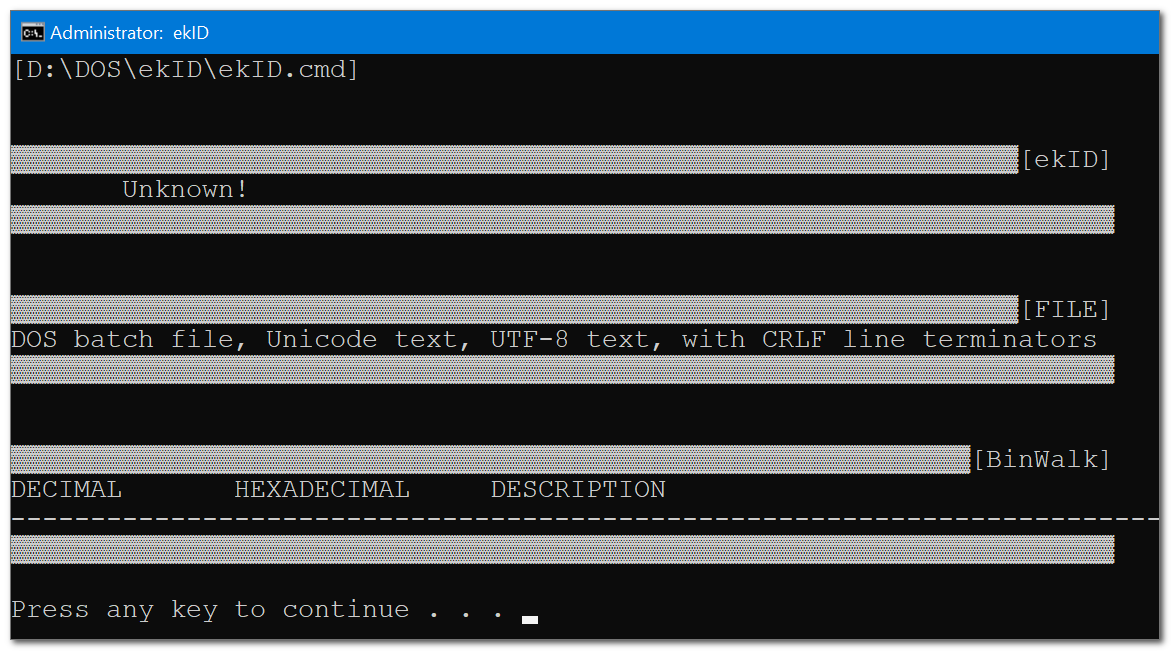 Administrator:  ekID
[D:\DOS\ekID\ekID.cmd]
[ekID]
Unknown!
[FILE]
DOS batch file, Unicode text, UTF-8 text, with CRLF line terminators
[BinWalk]
DECIMAL       HEXADECIMAL     DESCRIPTION
--------------------------------------------------------------------------------
Press any key to continue . . .